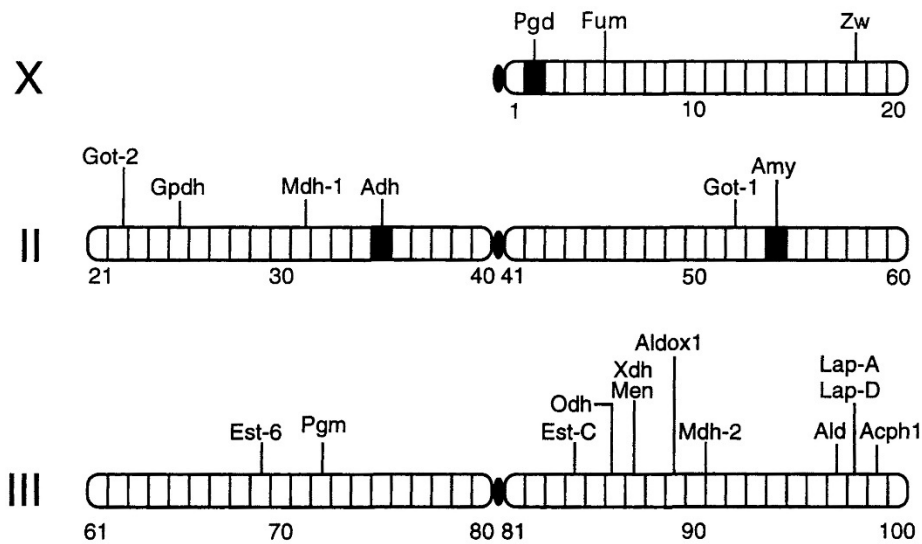 Pgd Fum Zw
X
1 10 20
Got-2
Gpdh Mdh-1 Adh Got-1 Amy
II
21 30 40 41 50 60
Aldox1
Xdh Lap-A
Men Lap-D
Odh
Est-6 Pgm Est-C Mdh-2 Ald Acph1
III
61 70 80 81 90 100